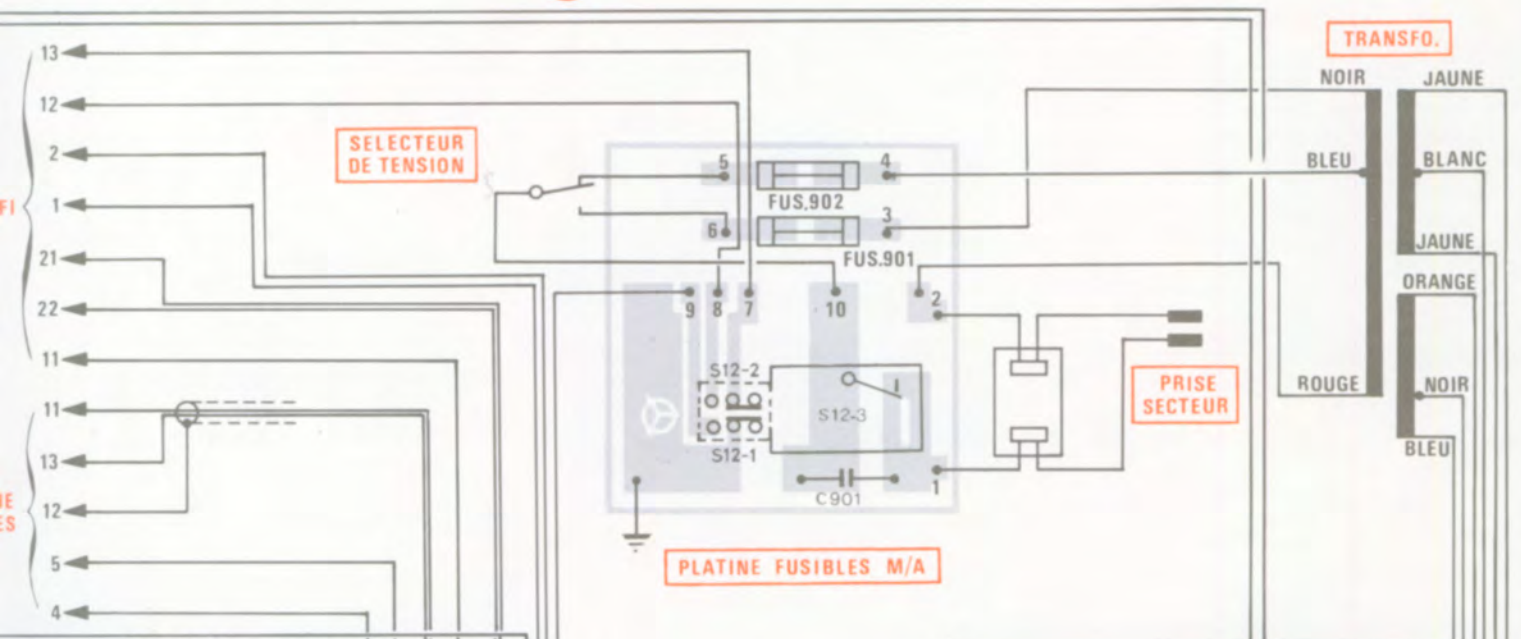 TRANSFO.
13
NOIR
JAUNE
12
SELECTEUR
DE TENSION
2
5
4
BLEU
BLANC
FUS.902
FI
1
6
3
FUS.901
JAUNE
21
ORANGE
22
9
8
7
10
2
11
S12-2
ROUGE
NOIR
PRISE
SECTEUR
11
S12-3
13
S12-1
BLEU
1
C901
12
5
PLATINE FUSIBLES M/A
4